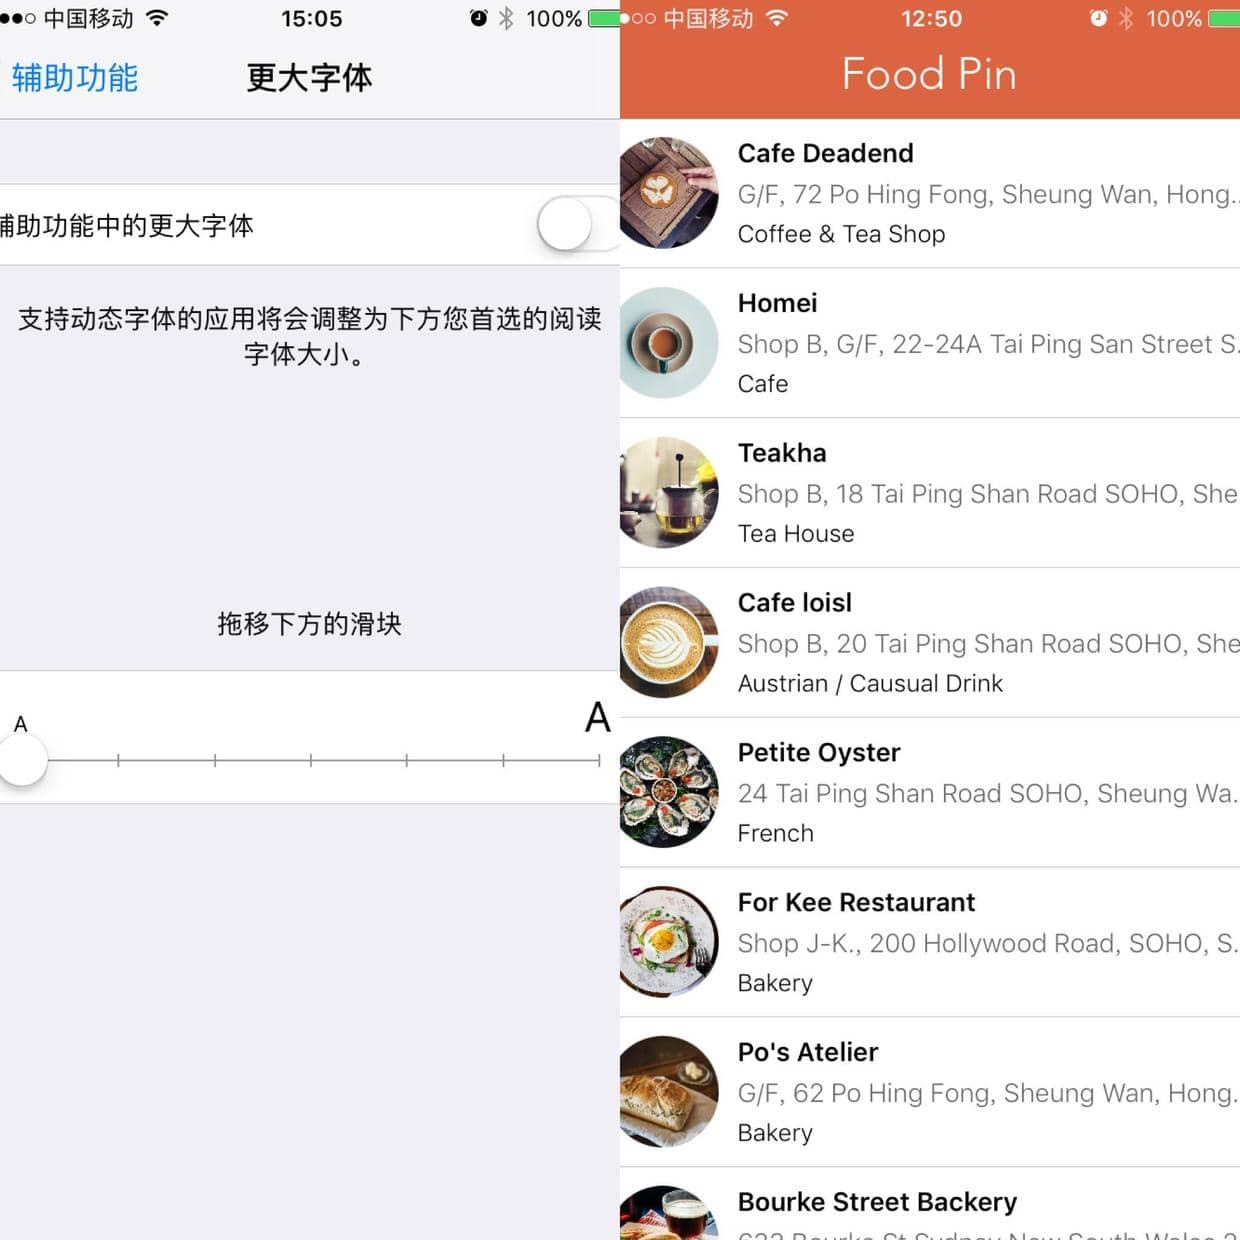 中国移动 15:05 100%
辅助功能 更大字体
辅助功能中的更大字体
支持动态字体的应用将会调整为下方您首选的阅读
字体大小。
拖移下方的滑块
A A
中国移动 12:50 100%
Food Pin
Cafe Deadend
G/F, 72 Po Hing Fong, Sheung Wan, Hong...
Coffee & Tea Shop
Homei
Shop B, G/F, 22-24A Tai Ping San Street S...
Cafe
Teakha
Shop B, 18 Tai Ping Shan Road SOHO, She
Tea House
Cafe loisl
Shop B, 20 Tai Ping Shan Road SOHO, She
Austrian / Causual Drink
Petite Oyster
24 Tai Ping Shan Road SOHO, Sheung Wa...
French
For Kee Restaurant
Shop J-K., 200 Hollywood Road, SOHO, S...
Bakery
Po's Atelier
G/F, 62 Po Hing Fong, Sheung Wan, Hong...
Bakery
Bourke Street Backery